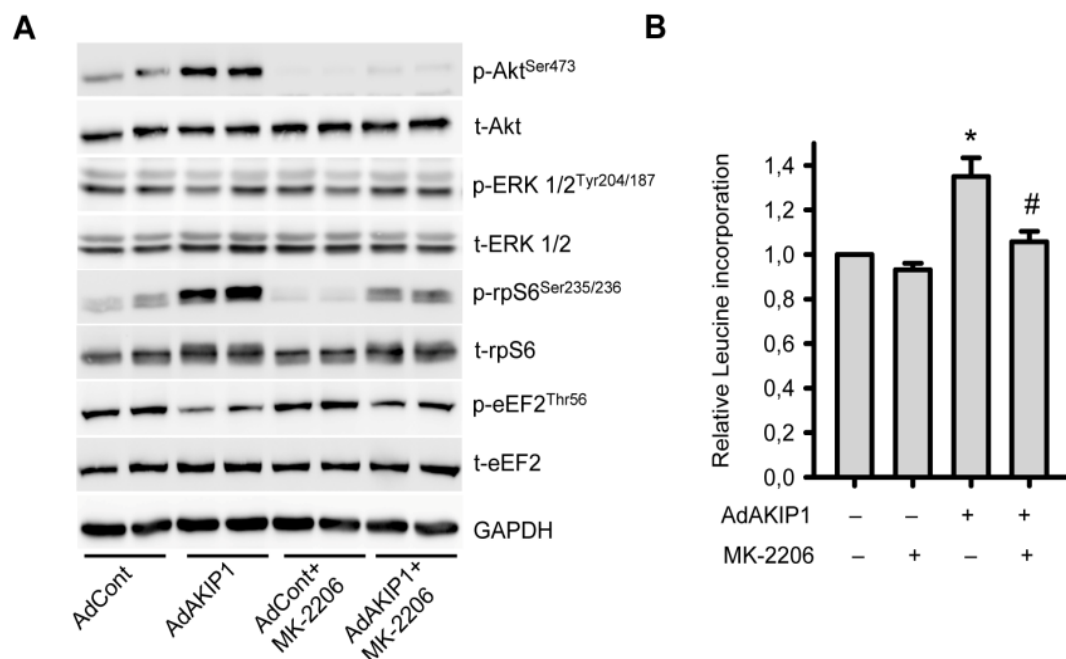 A
p-Akt^Ser473
t-Akt
p-ERK 1/2^Tyr204/187
t-ERK 1/2
p-rpS6^Ser235/236
t-rpS6
p-eEF2^Thr56
t-eEF2
GAPDH
AdCont
AdAKIP1
AdCont+
MK-2206
AdAKIP1+
MK-2206
B
Relative Leucine incorporation
1,4
1,2
1,0
0,8
0,6
0,4
0,2
0,0
*
#
AdAKIP1 – – + +
MK-2206 – + – +